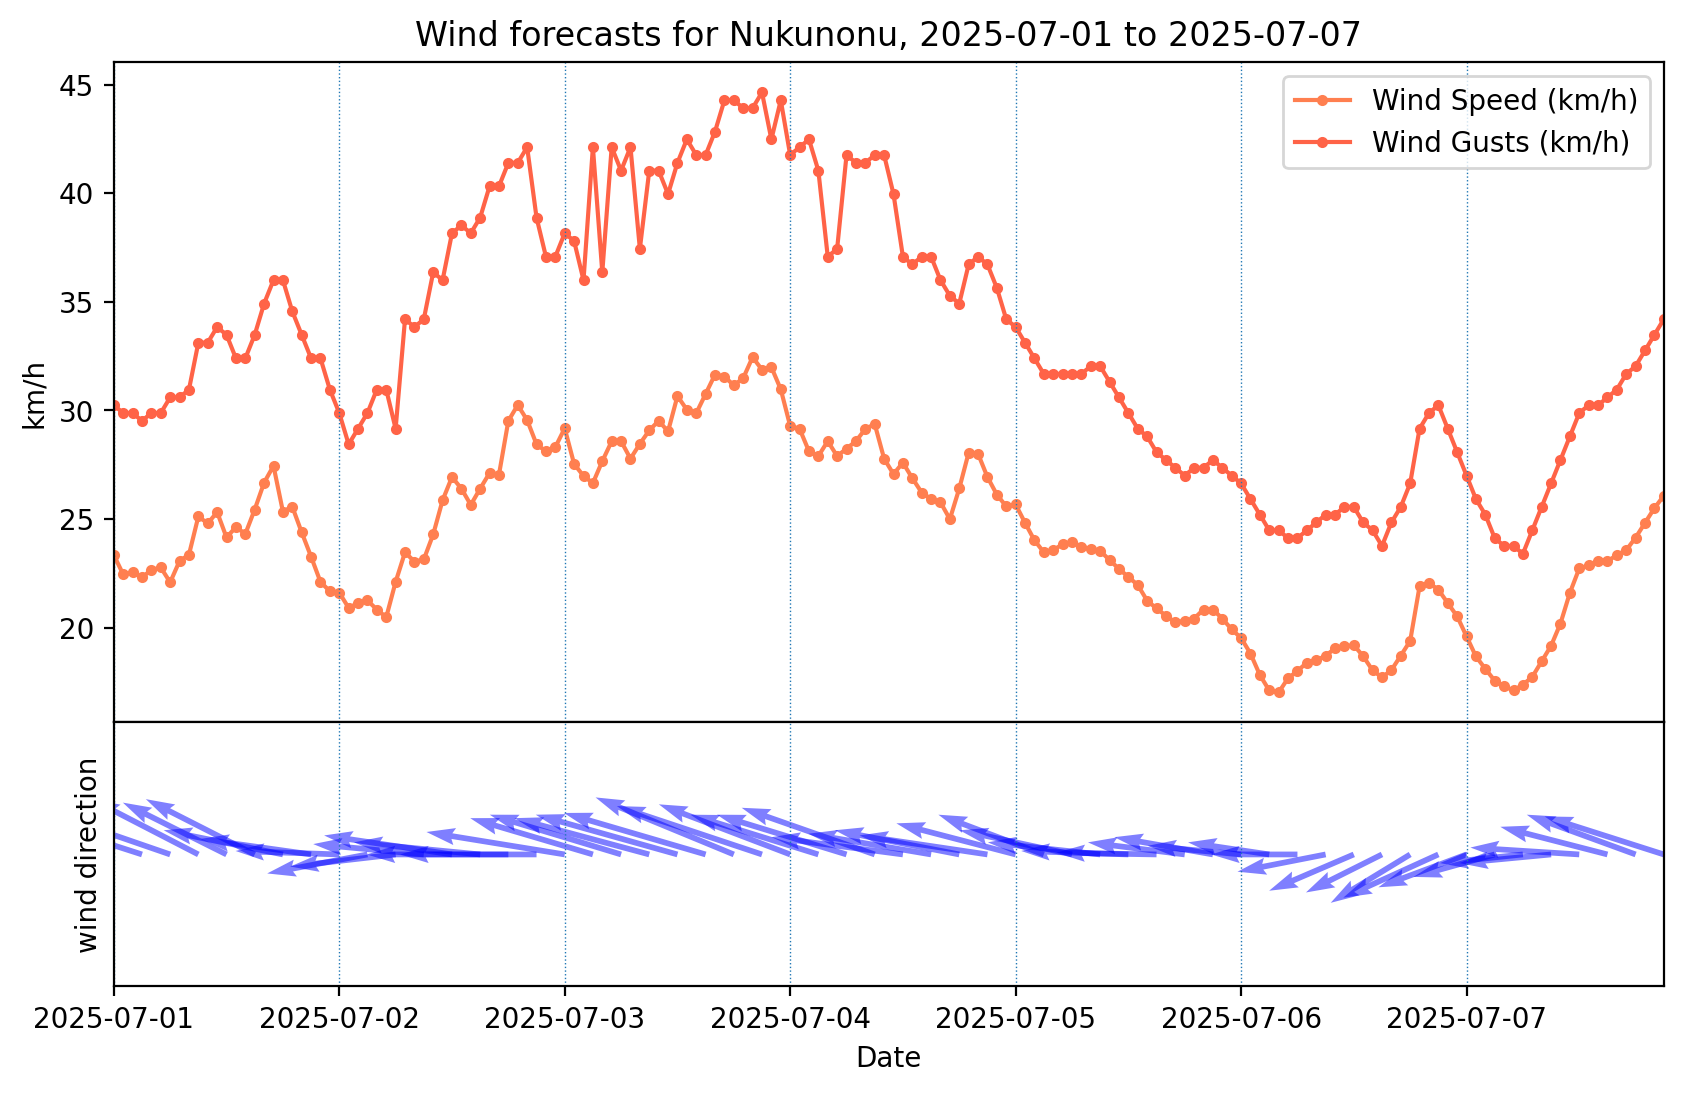 Wind forecasts for Nukunonu, 2025-07-01 to 2025-07-07
Wind Speed (km/h)
Wind Gusts (km/h)
45
40
35
30
25
20
km/h
wind direction
2025-07-01 2025-07-02 2025-07-03 2025-07-04 2025-07-05 2025-07-06 2025-07-07
Date